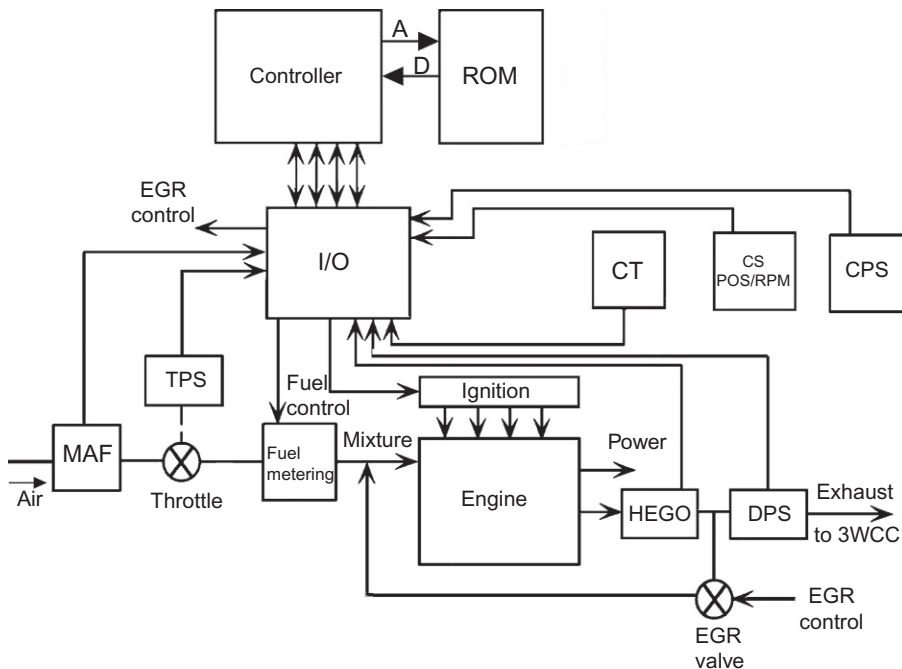 A
Controller
D
ROM
EGR
control
I/O
CT
CS
POS/RPM
CPS
TPS
Fuel
control
Ignition
MAF
Air
Throttle
Fuel
metering
Mixture
Engine
Power
HEGO
DPS
Exhaust
to 3WCC
EGR
valve
EGR
control